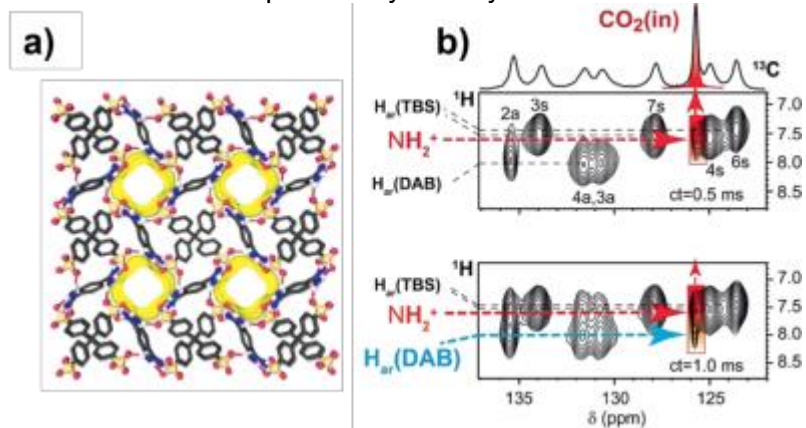 a)
b)
CO₂(in)
¹³C
¹H
Hₐᵣ(TBS)
NH₂⁺
Hₐᵣ(DAB)
2a
3s
7s
4s
6s
4a,3a
ct=0.5 ms
7.0
7.5
8.0
8.5
¹H
Hₐᵣ(TBS)
NH₂⁺
Hₐᵣ(DAB)
ct=1.0 ms
7.0
7.5
8.0
8.5
135
130
125
δ (ppm)